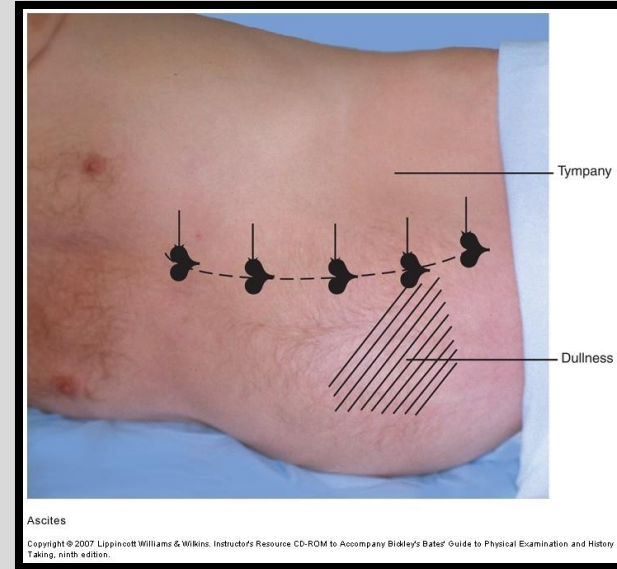 Tympany
Dullness
Ascites
Copyright © 2007 Lippincott Williams & Wilkins. Instructor's Resource CD-ROM to Accompany Bickley's Bates' Guide to Physical Examination and History
Taking, ninth edition.